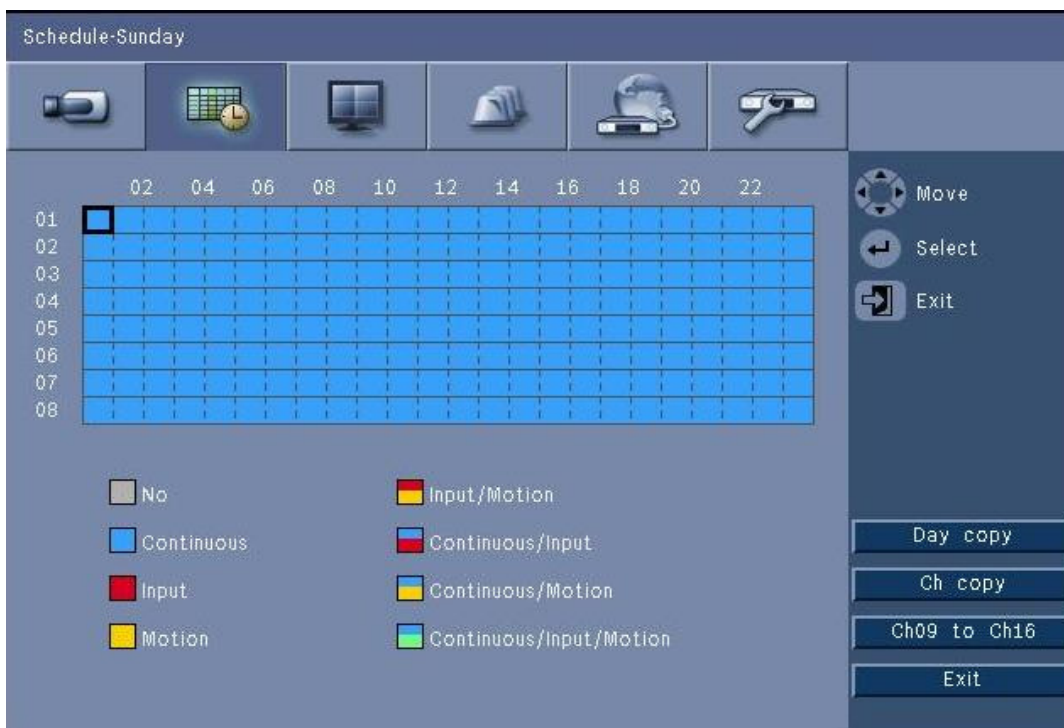 Schedule-Sunday
02 04 06 08 10 12 14 16 18 20 22
01
02
03
04
05
06
07
08
Move
Select
Exit
No
Continuous
Input
Motion
Input/Motion
Continuous/Input
Continuous/Motion
Continuous/Input/Motion
Day copy
Ch copy
Ch09 to Ch16
Exit